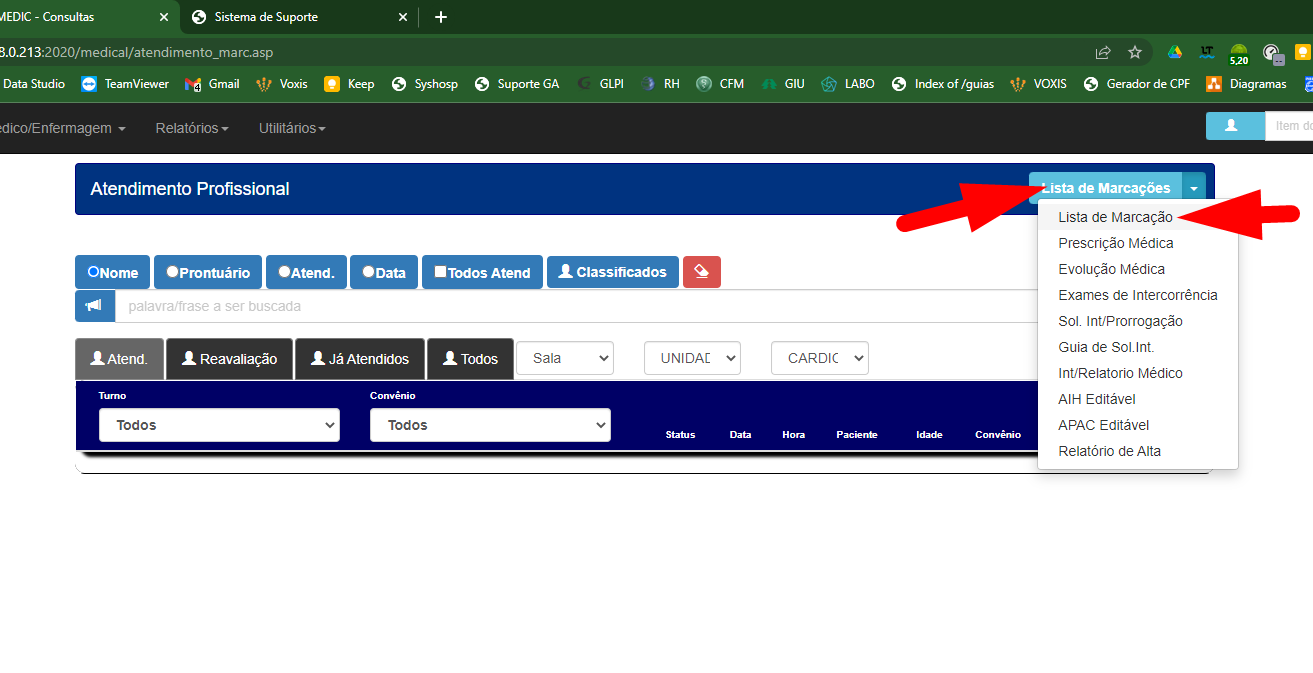 MEDIC - Consultas
Sistema de Suporte
8.0.213:2020/medical/atendimento_marc.asp
5,20
Data Studio TeamViewer 4 Gmail Voxis Keep Syshosp Suporte GA GLPI RH CFM GIU LABO Index of /guias VOXIS Gerador de CPF Diagramas
édico/Enfermagem Relatórios Utilitários
Item do
Atendimento Profissional
Lista de Marcações
Lista de Marcação
Prescrição Médica
Evolução Médica
Exames de Intercorrência
Sol. Int/Prorrogação
Guia de Sol.Int.
Int/Relatorio Médico
AIH Editável
APAC Editável
Relatório de Alta
Nome Prontuário Atend. Data Todos Atend Classificados
palavra/frase a ser buscada
Atend. Reavaliação Já Atendidos Todos Sala UNIDAD CARDIC
Turno Convênio
Todos Todos
Status Data Hora Paciente Idade Convênio